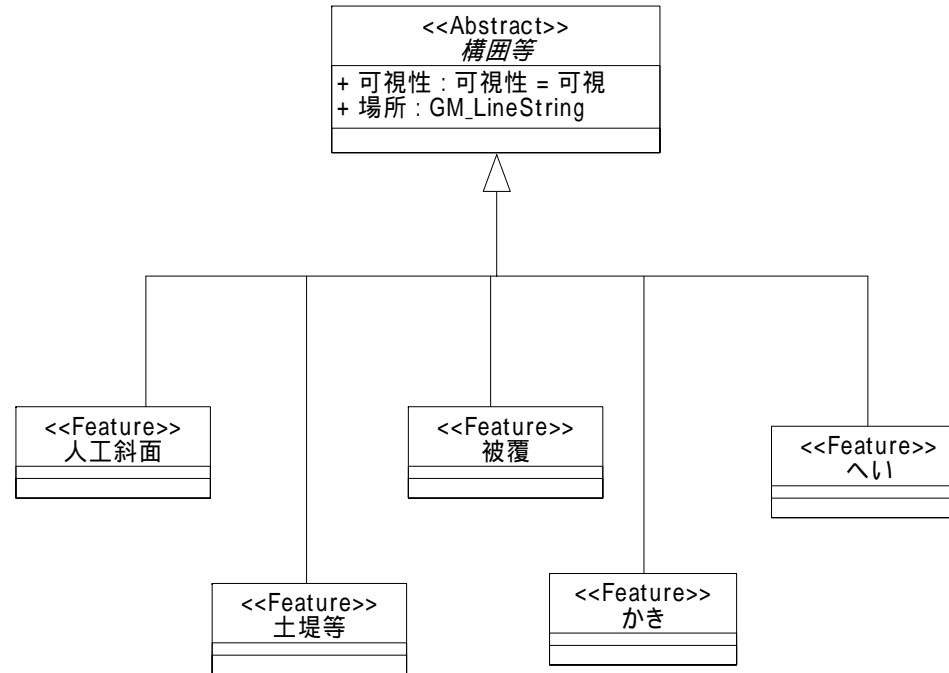 <<Abstract>>
構囲等
+ 可視性 : 可視性 = 可視
+ 場所 : GM_LineString
<<Feature>>
人工斜面
<<Feature>>
被覆
<<Feature>>
へい
<<Feature>>
土堤等
<<Feature>>
かき